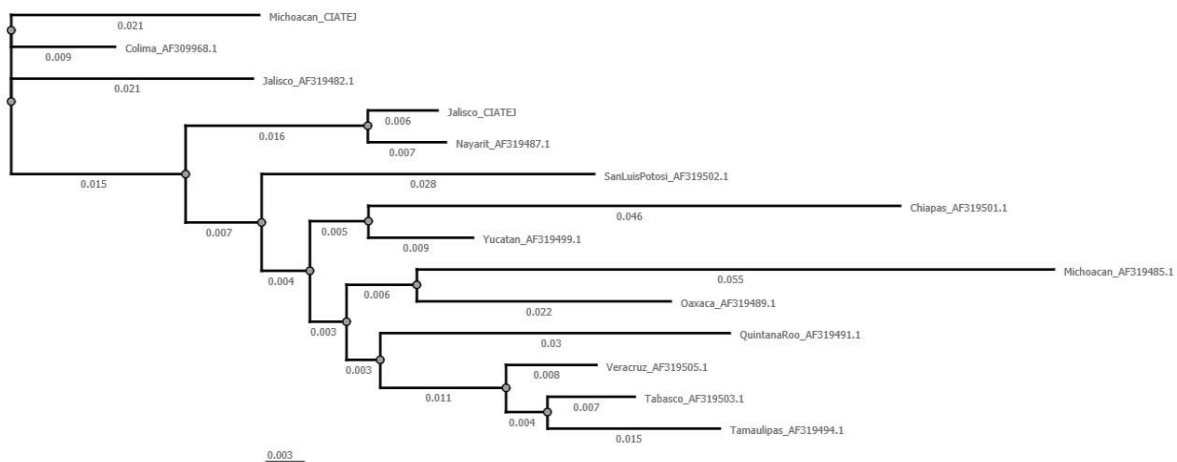 Michoacan_CIATEJ
0.021
Colima_AF309968.1
0.009
Jalisco_AF319482.1
0.021
Jalisco_CIATEJ
0.006
0.016
Nayarit_AF319487.1
0.007
SanLuisPotosi_AF319502.1
0.015
0.028
Chiapas_AF319501.1
0.046
0.007
0.005
Yucatan_AF319499.1
0.009
Michoacan_AF319485.1
0.004
0.055
0.006
Oaxaca_AF319489.1
0.022
0.003
QuintanaRoo_AF319491.1
0.03
Veracruz_AF319505.1
0.003
0.008
Tabasco_AF319503.1
0.011
0.007
0.004
Tamaulipas_AF319494.1
0.015
0.003